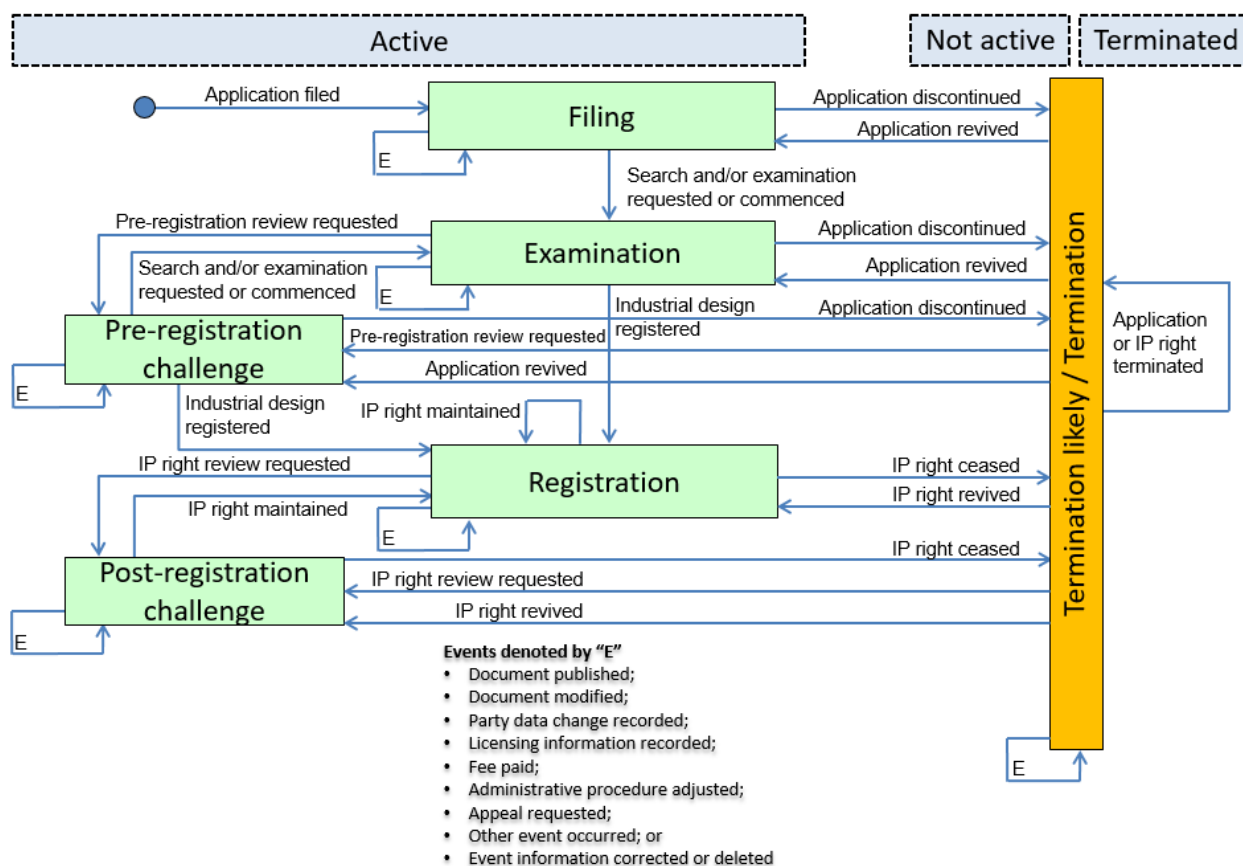 Active
Not active
Terminated
Application filed
Filing
Application discontinued
Application revived
E
Search and/or examination
requested or commenced
Pre-registration review requested
Examination
Application discontinued
Search and/or examination
requested or commenced
Application revived
E
Industrial design
registered
Application discontinued
Pre-registration
challenge
Pre-registration review requested
Application revived
E
Application
or IP right
terminated
Termination likely / Termination
Industrial design
registered
IP right maintained
IP right review requested
Registration
IP right ceased
IP right revived
IP right maintained
E
IP right ceased
Post-registration
challenge
IP right review requested
IP right revived
E
Events denoted by “E”
• Document published;
• Document modified;
• Party data change recorded;
• Licensing information recorded;
• Fee paid;
• Administrative procedure adjusted;
• Appeal requested;
• Other event occurred; or
• Event information corrected or deleted
E